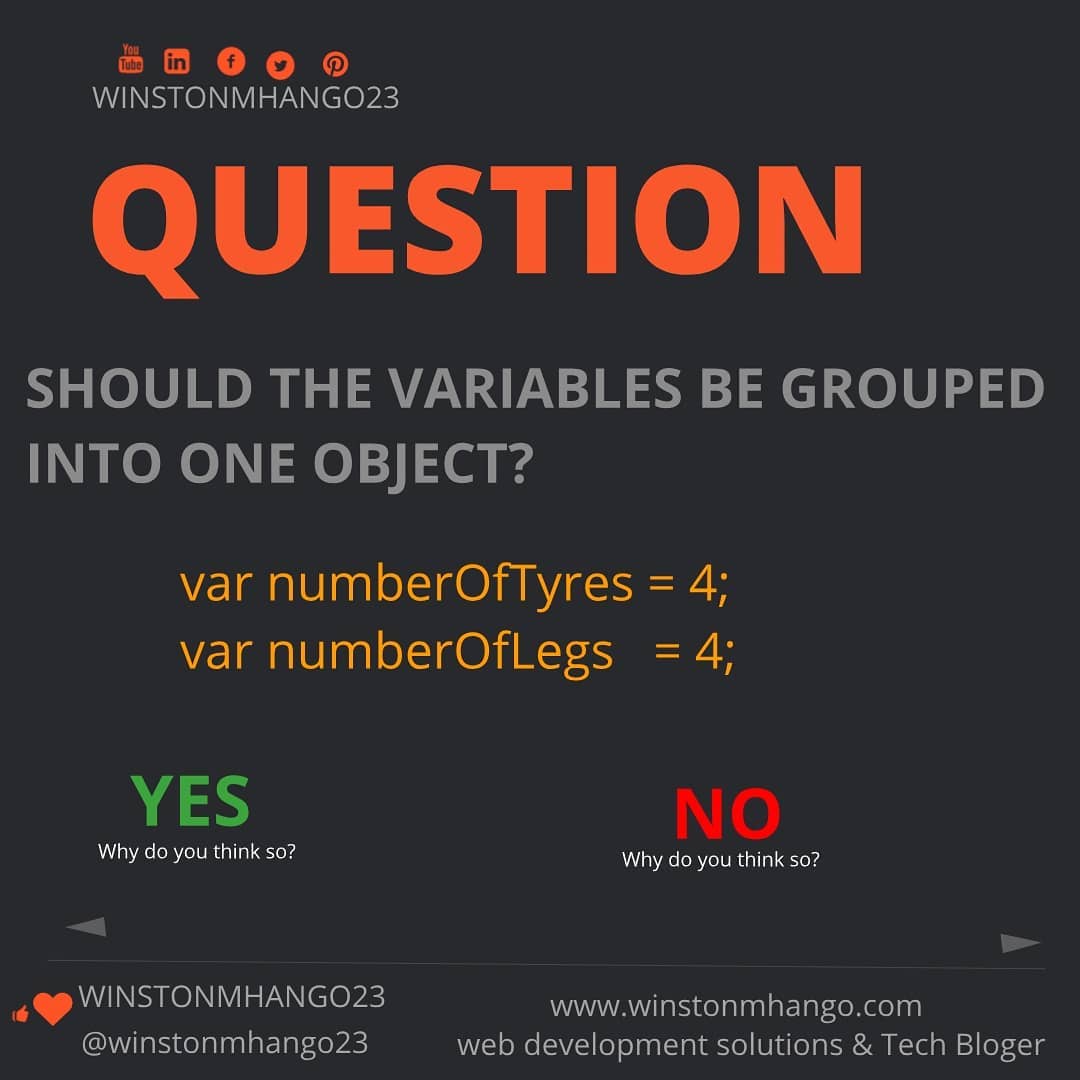 You
Tube
in
f
WINSTONMHANGO23
QUESTION
SHOULD THE VARIABLES BE GROUPED
INTO ONE OBJECT?
var numberOfTyres = 4;
var numberOfLegs = 4;
YES
Why do you think so?
NO
Why do you think so?
WINSTONMHANGO23
@winstonmhango23
www.winstonmhango.com
web development solutions & Tech Bloger